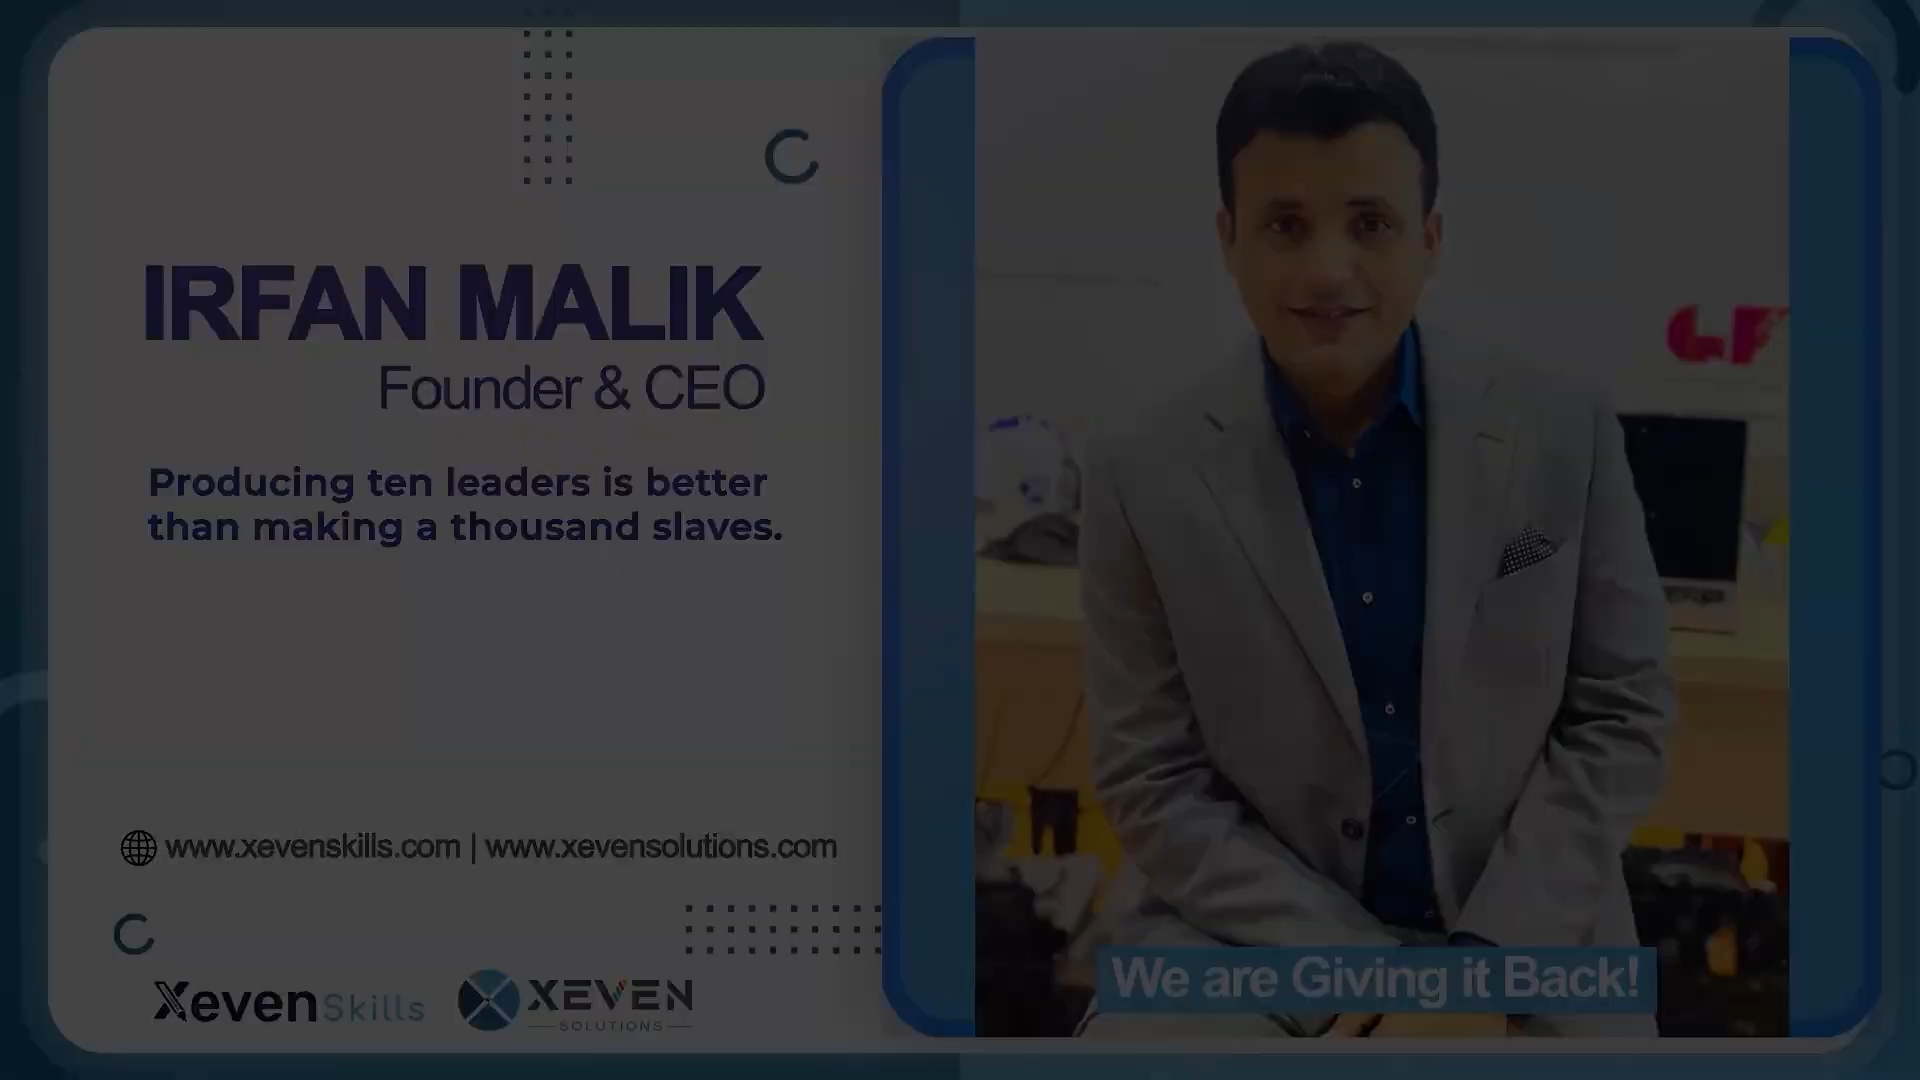 IRFAN MALIK
Founder & CEO
Producing ten leaders is better
than making a thousand slaves.
www.xevenskills.com | www.xevensolutions.com
XevenSkills
XEVEN
SOLUTIONS
We are Giving it Back!